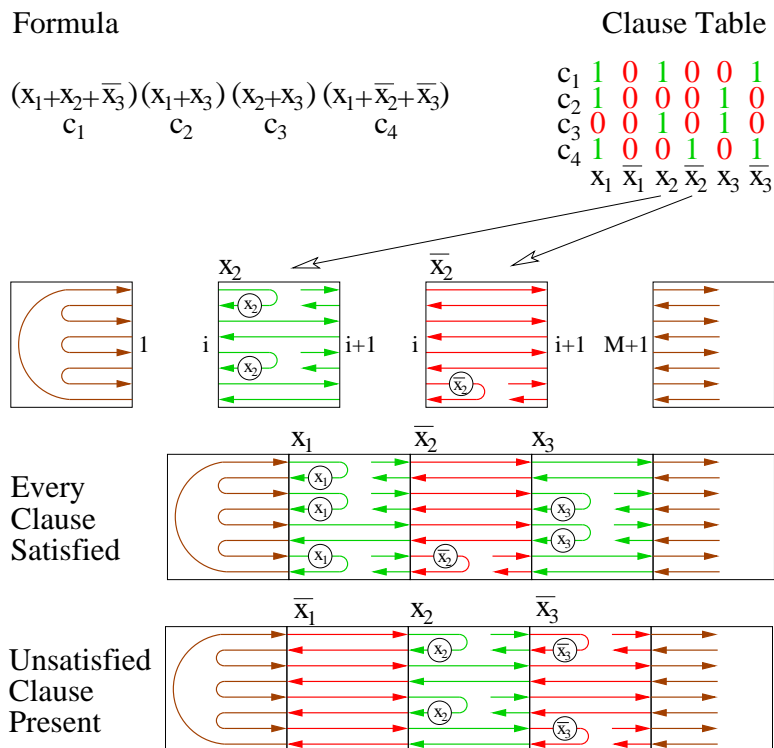 Formula Clause Table
(x₁+x₂+x̅₃)(x₁+x₃)(x₂+x₃)(x₁+x̅₂+x̅₃)
c₁ c₂ c₃ c₄
c₁ 1 0 1 0 0 1
c₂ 1 0 0 0 1 0
c₃ 0 0 1 0 1 0
c₄ 1 0 0 1 0 1
x₁ x̅₁ x₂ x̅₂ x₃ x̅₃
x₂ x̅₂
x₂ x₂ x̅₂
1 i i+1 i i+1 M+1
x₁ x̅₂ x₃
Every
Clause
Satisfied
x₁
x₁ x₃
x₃
x₁ x̅₂
x̅₁ x₂ x̅₃
Unsatisfied
Clause
Present
x₂ x̅₃
x₂
x̅₃